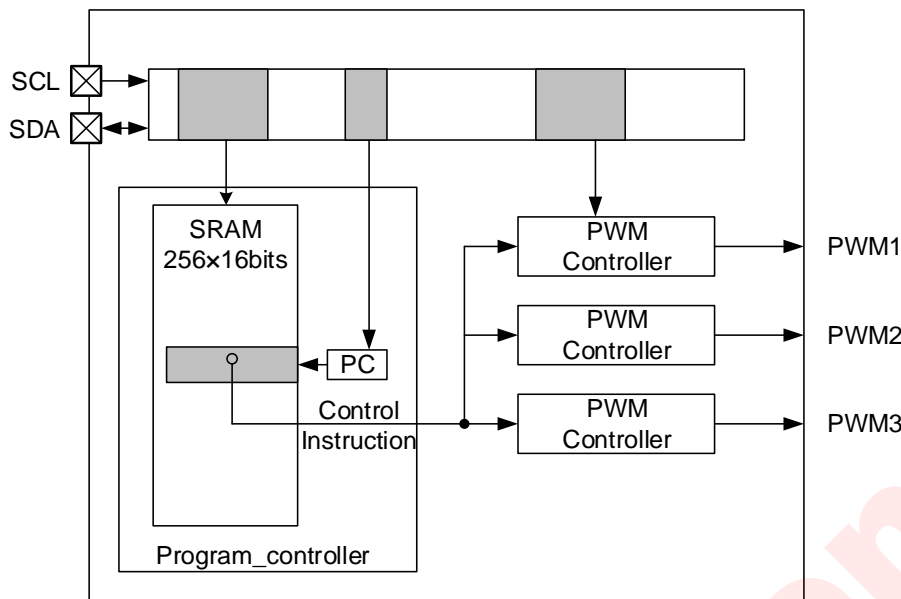 SCL
SDA
SRAM
256×16bits
PC
Control
Instruction
Program_controller
PWM
Controller
PWM1
PWM
Controller
PWM2
PWM
Controller
PWM3